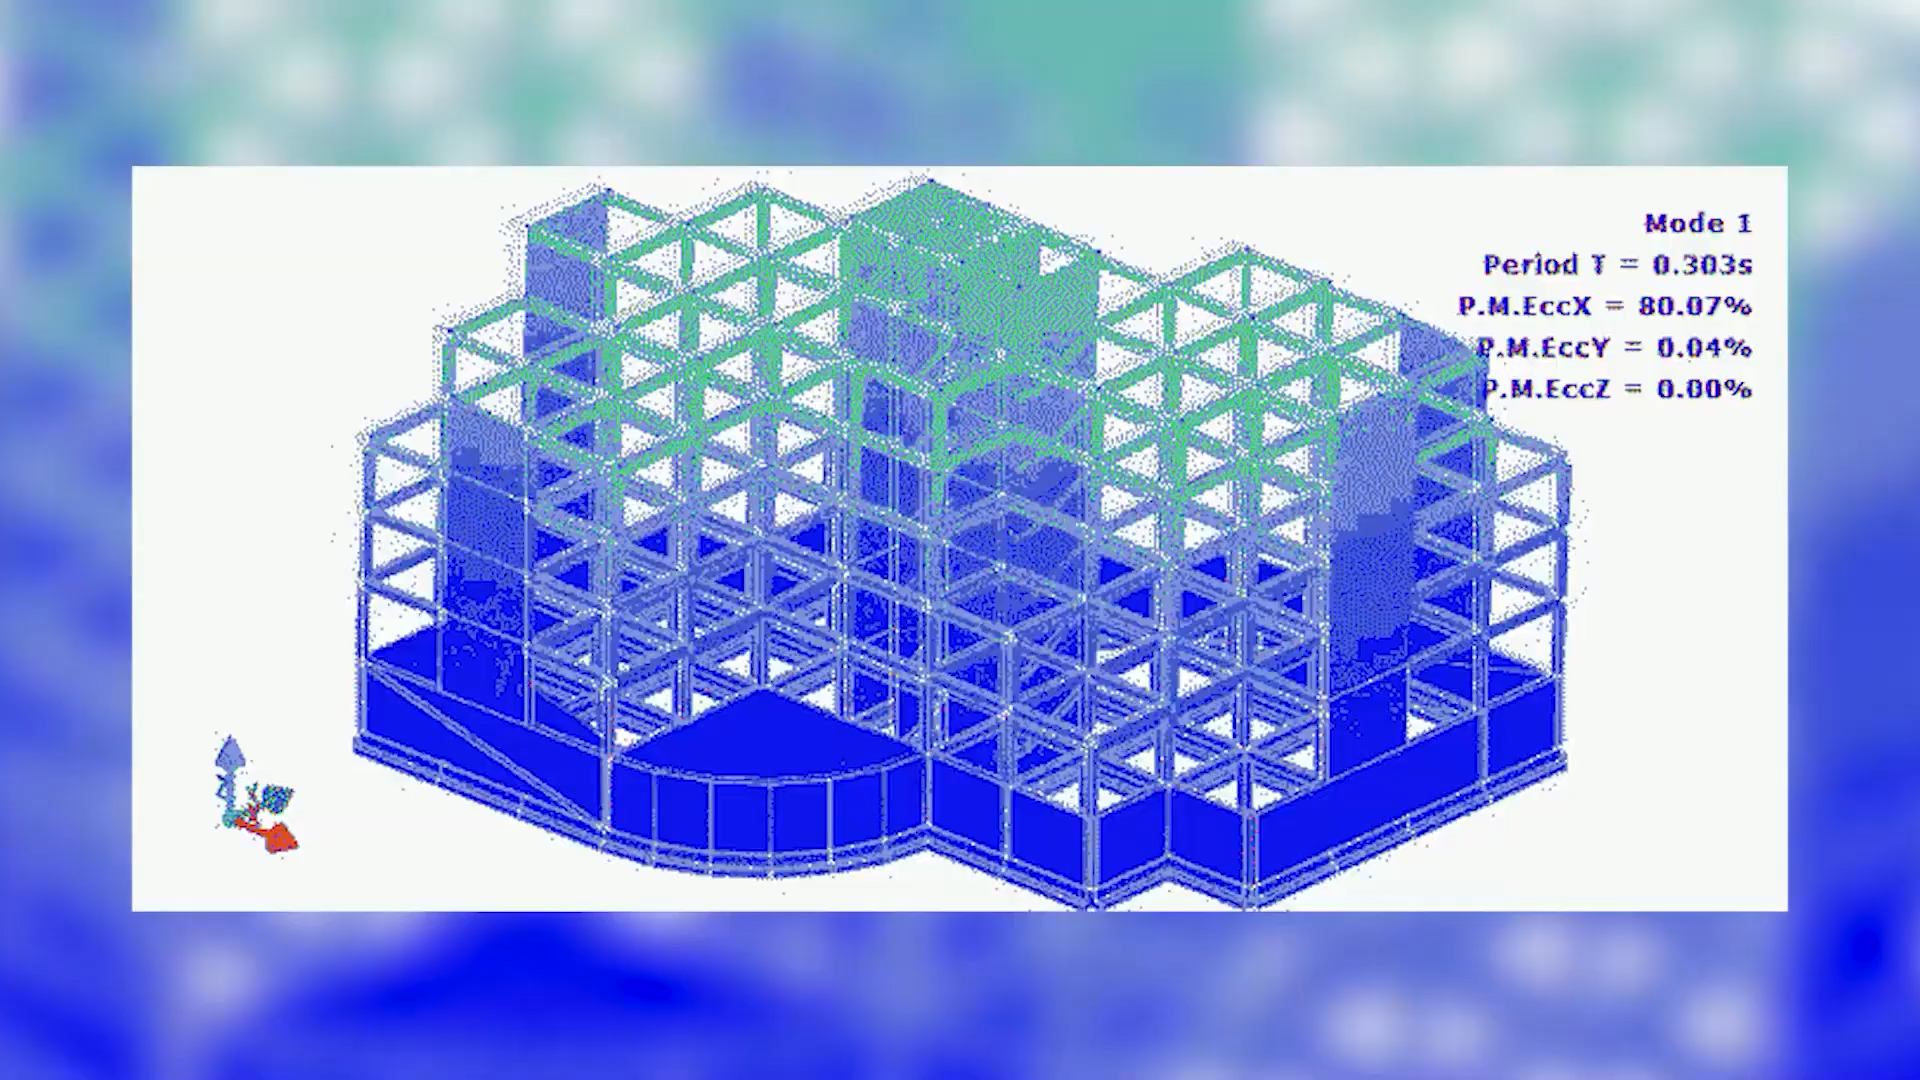 Mode 1
Period T = 0.303s
P.M.EccX = 80.07%
P.M.EccY = 0.04%
P.M.EccZ = 0.00%